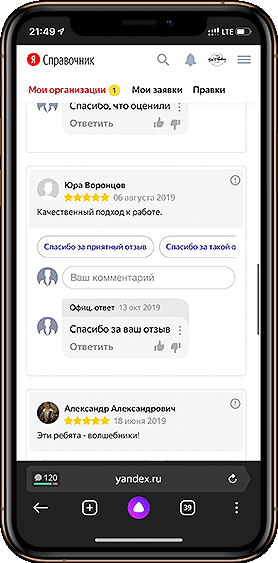 21:49 LTE
Я Справочник
Мои организации 1 Мои заявки Правки
Спасибо, что оценили
Ответить
Юра Воронцов
06 августа 2019
Качественный подход к работе.
Спасибо за приятный отзыв Спасибо за такой о
Ваш комментарий
Офиц. ответ 13 окт 2019
Спасибо за ваш отзыв
Ответить
Александр Александрович
18 июня 2019
Эти ребята - волшебники!
120 yandex.ru
39